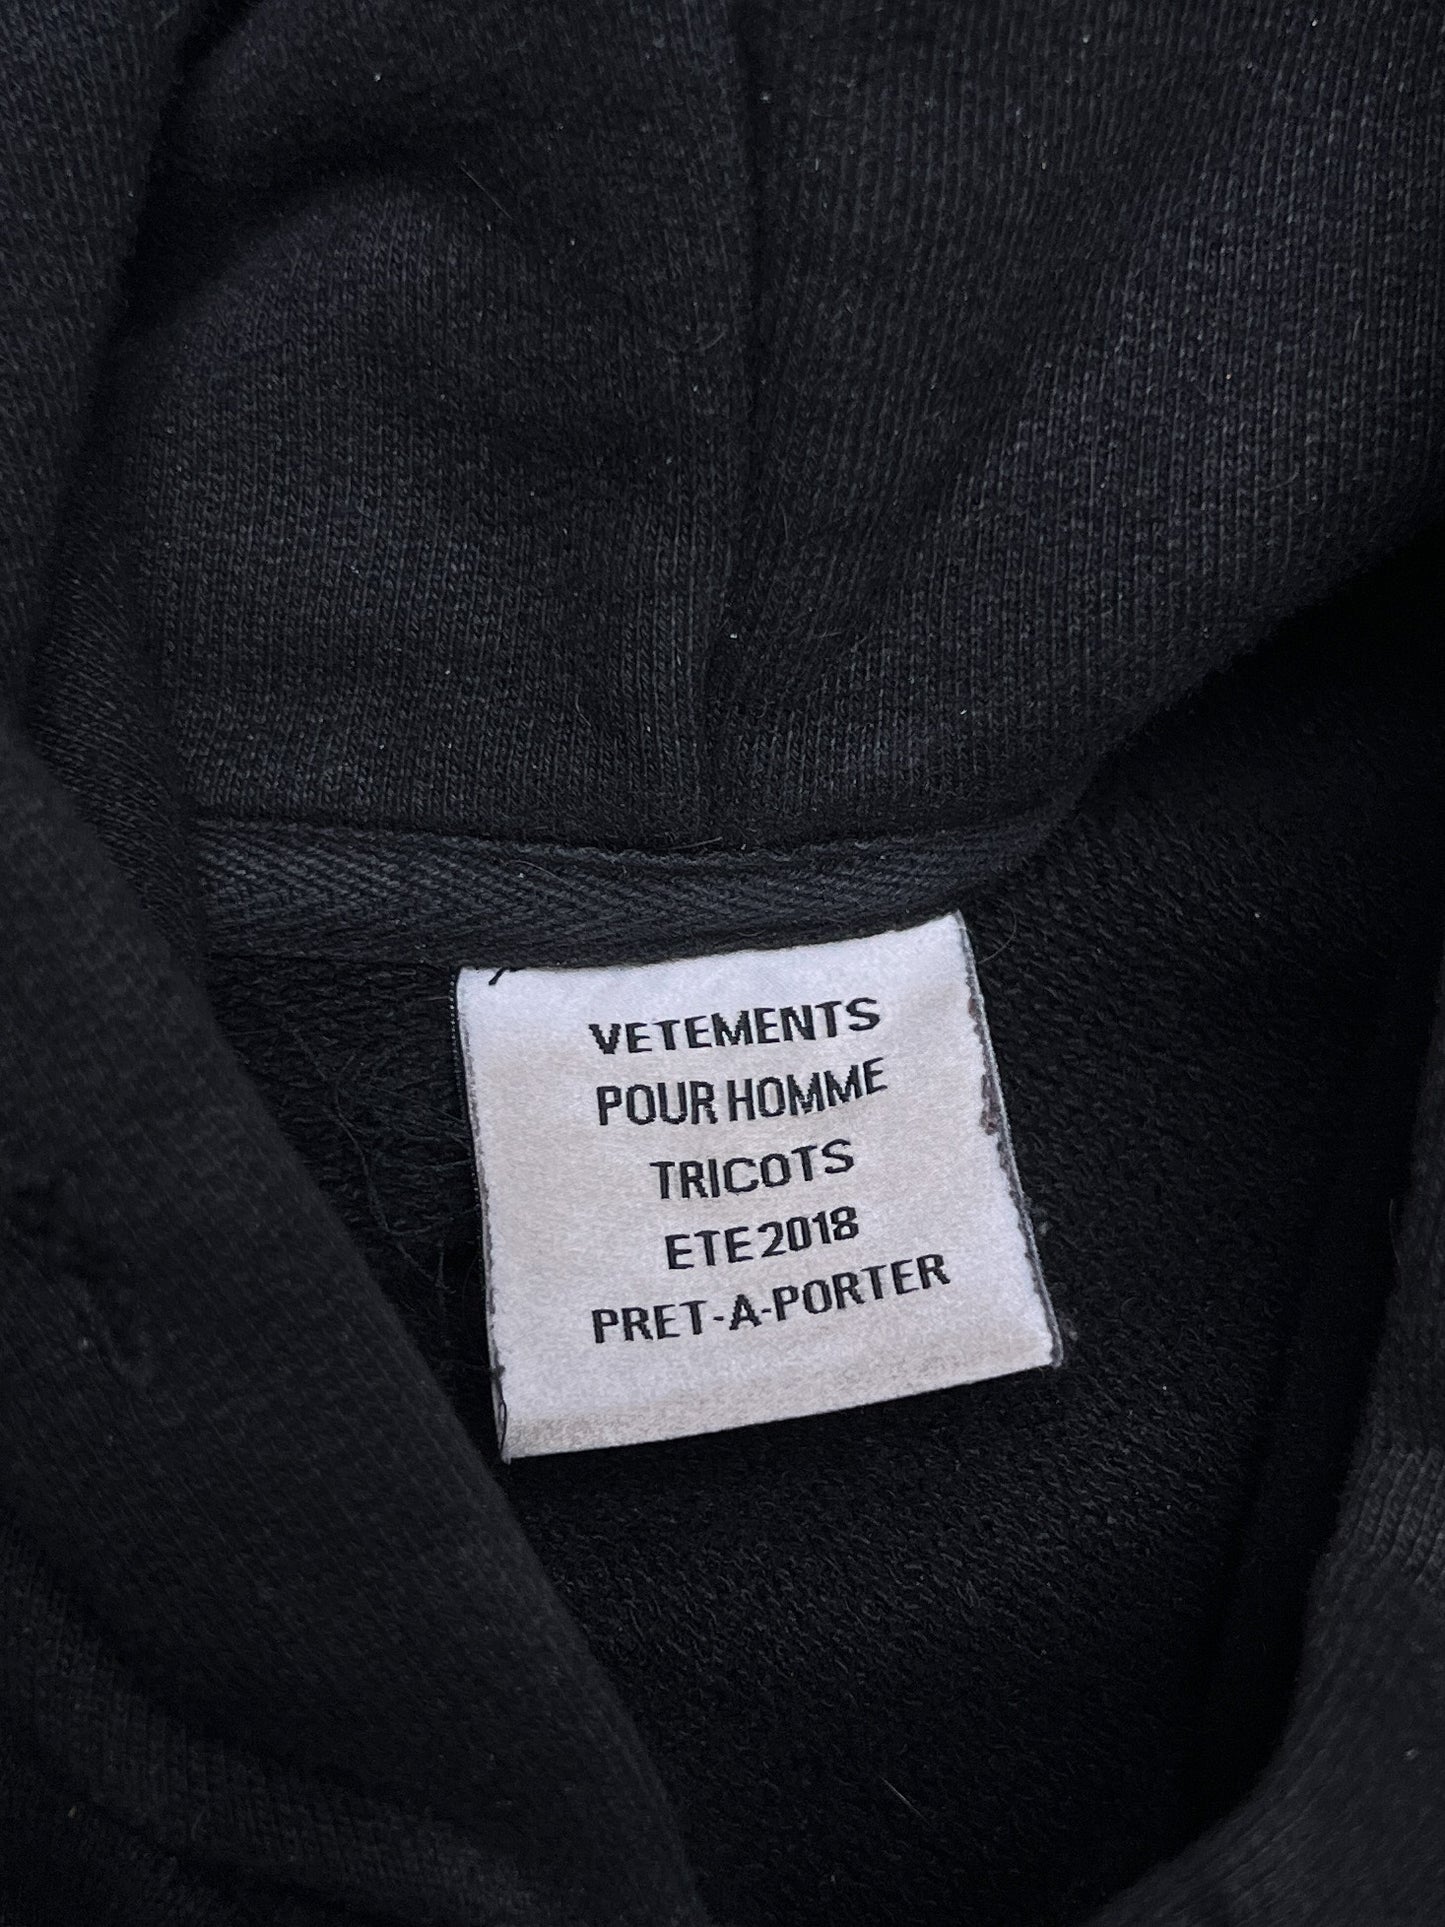 VETEMENTS
POUR HOMME
TRICOTS
ETE 2018
PRET-A-PORTER